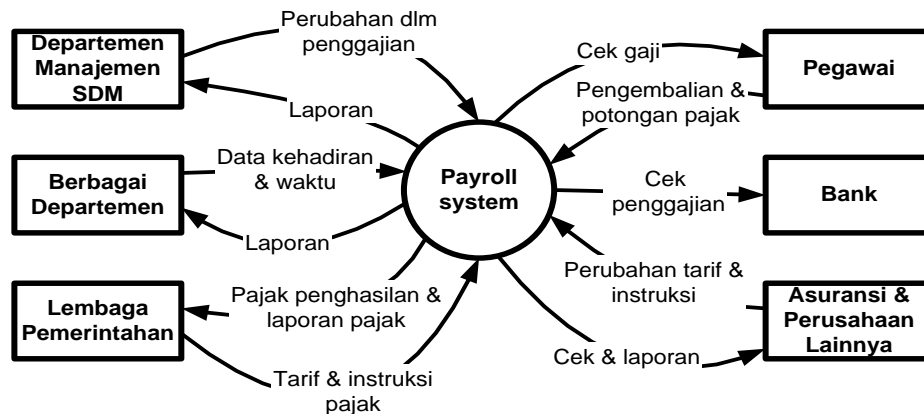 Departemen
Manajemen
SDM
Perubahan dlm
penggajian
Cek gaji
Pegawai
Laporan
Pengembalian &
potongan pajak
Berbagai
Departemen
Data kehadiran
& waktu
Payroll
system
Cek
penggajian
Bank
Laporan
Perubahan tarif &
instruksi
Lembaga
Pemerintahan
Pajak penghasilan &
laporan pajak
Asuransi &
Perusahaan
Lainnya
Cek & laporan
Tarif & instruksi
pajak